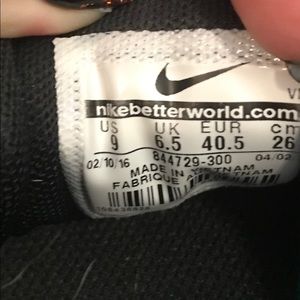 nikebetterworld.com
US UK EUR cm
9 6.5 40.5 26
02/10/16 844729-300 04/02
MADE IN VIETNAM
FABRIQUÉ AU VIETNAM